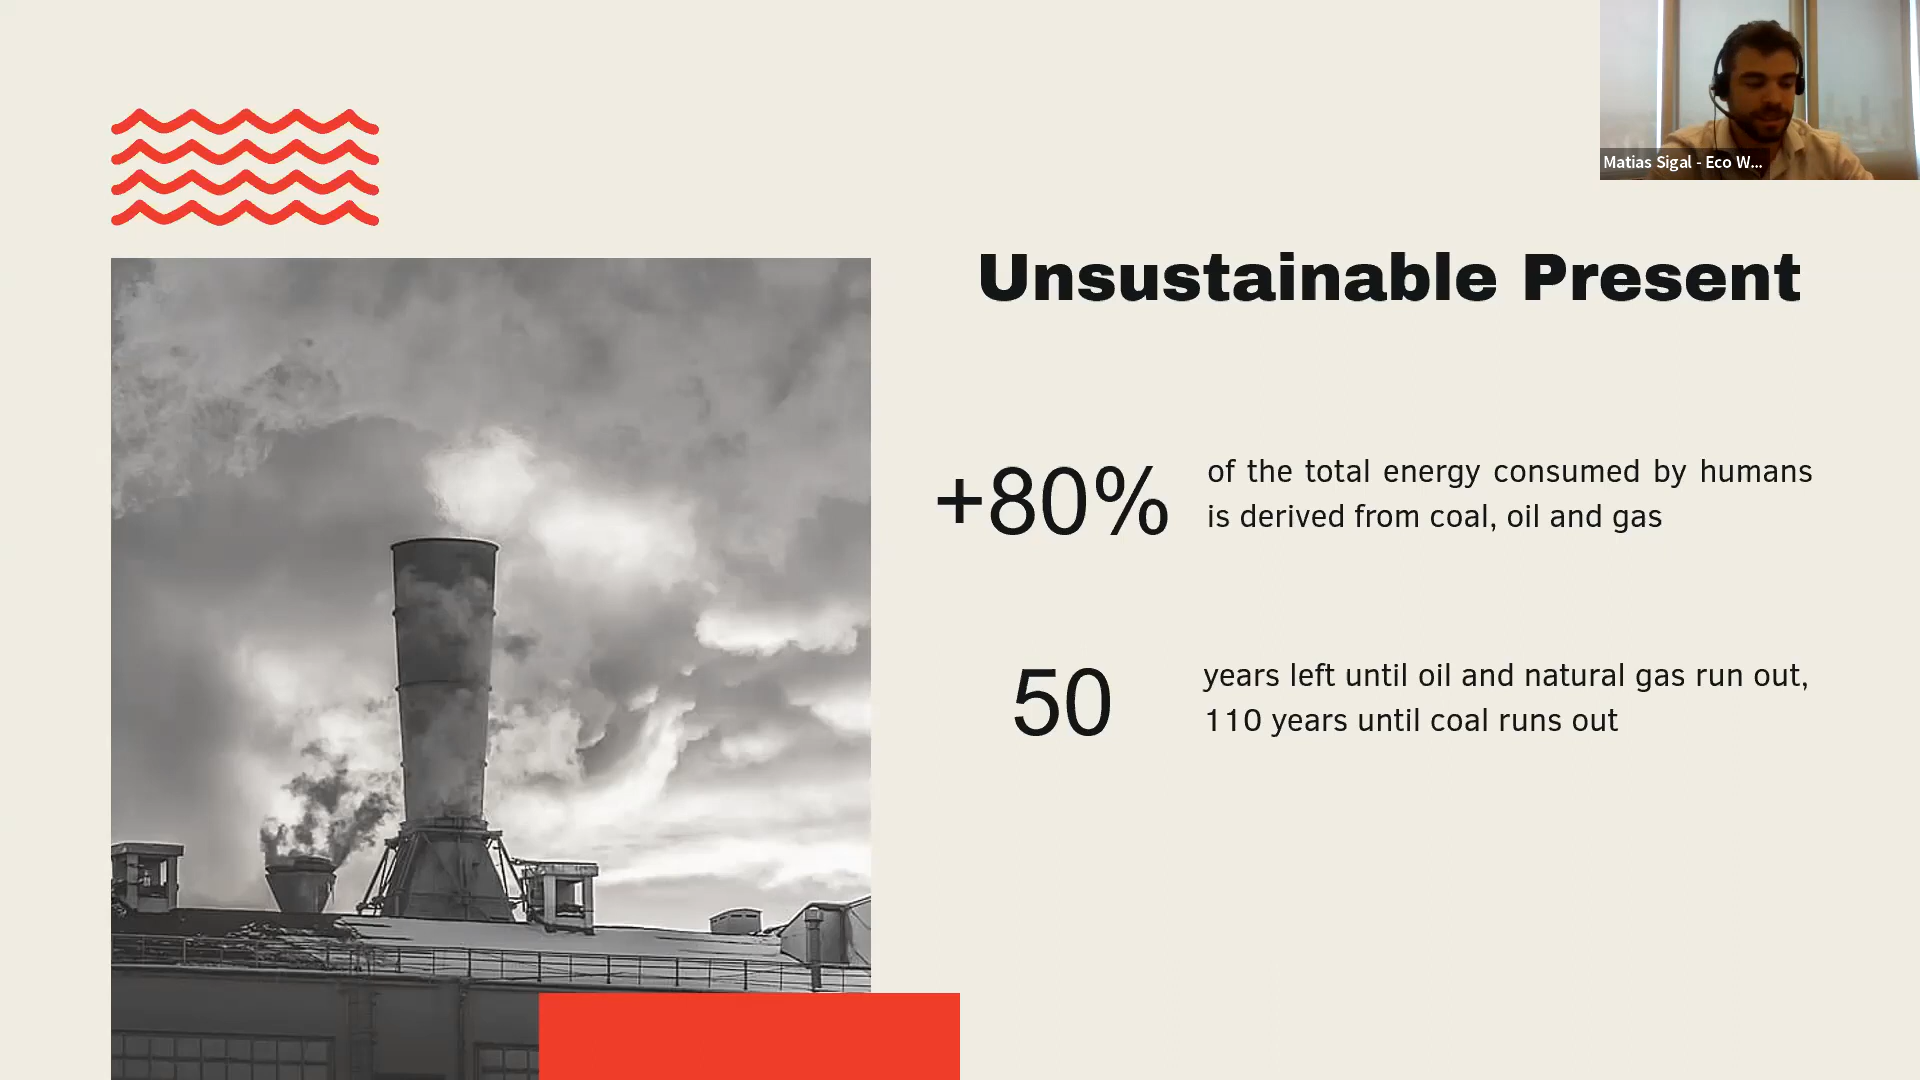 Matias Sigal - Eco W...
Unsustainable Present
+80%
of the total energy consumed by humans
is derived from coal, oil and gas
50
years left until oil and natural gas run out,
110 years until coal runs out